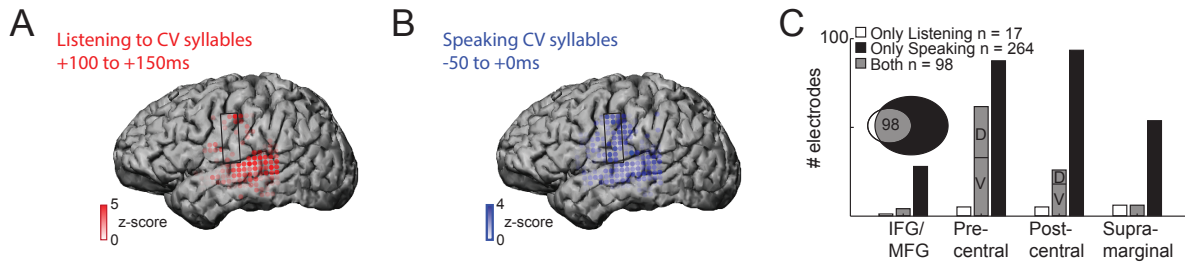 A
Listening to CV syllables
+100 to +150ms
5
0
z-score
B
Speaking CV syllables
-50 to +0ms
4
0
z-score
C
100
# electrodes
Only Listening n = 17
Only Speaking n = 264
Both n = 98
98
D
V
D
V
IFG/
MFG
Pre-
central
Post-
central
Supra-
marginal